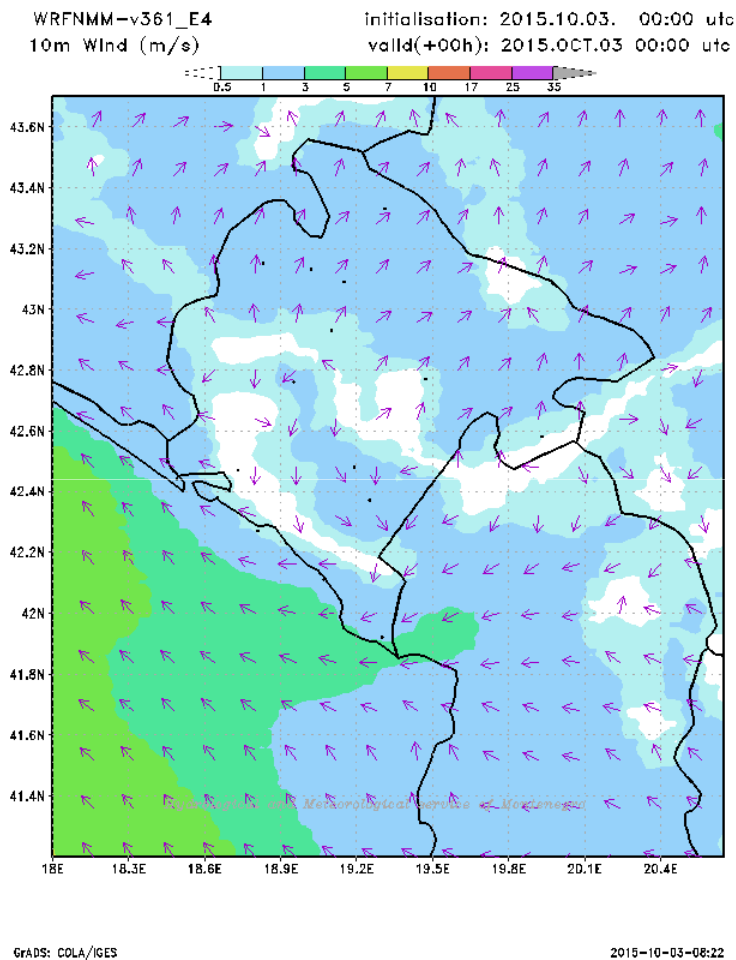 WRFNMM-v361_E4 initialisation: 2015.10.03. 00:00 utc
10m Wind (m/s) valid(+00h): 2015.OCT.03 00:00 utc
0.5 1 3 5 7 10 17 25 35
43.6N
43.4N
43.2N
43N
42.8N
42.6N
42.4N
42.2N
42N
41.8N
41.6N
41.4N
Hydrological and Meteorological Service of Montenegro
18E 18.3E 18.6E 18.9E 19.2E 19.5E 19.8E 20.1E 20.4E
GrADS: COLA/IGES 2015-10-03-08:22